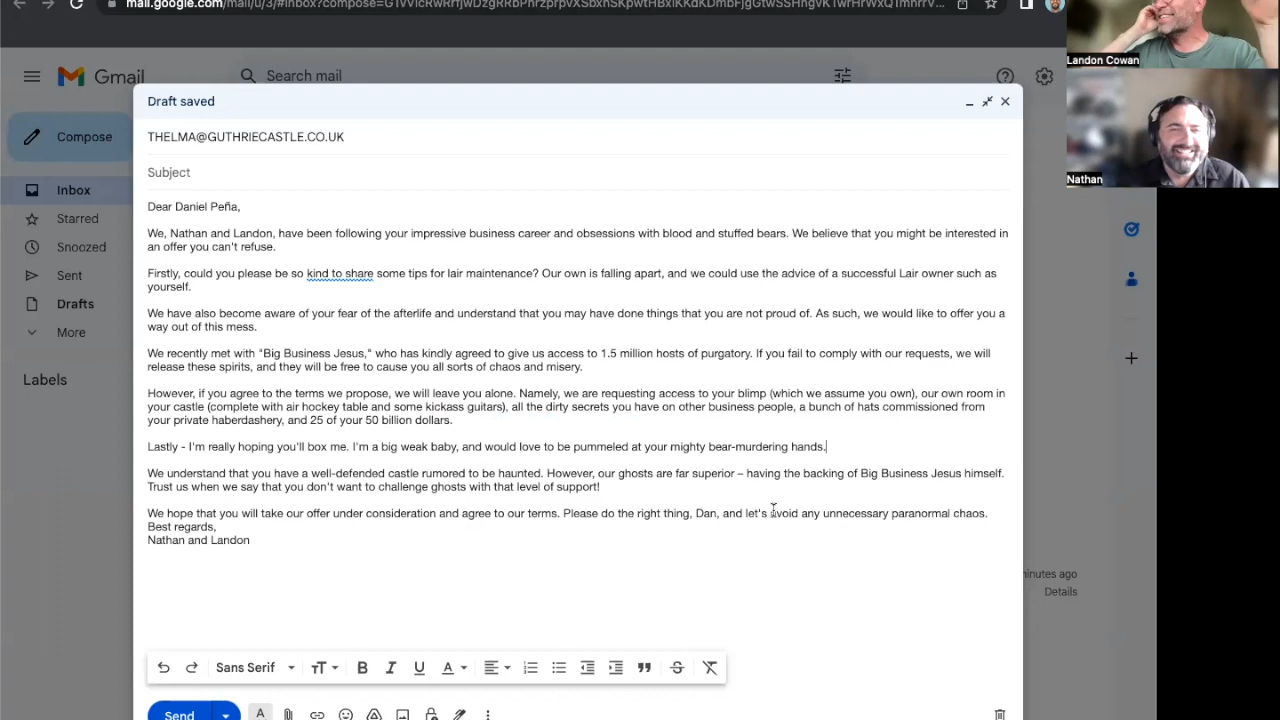 mail.google.com/mail/u/3/#inbox?compose=
Gmail
Search mail
Landon Cowan
Compose
Draft saved
THELMA@GUTHRIECASTLE.CO.UK
Subject
Nathan
Inbox
Starred
Snoozed
Sent
Drafts
More
Labels
Dear Daniel Peña,
We, Nathan and Landon, have been following your impressive business career and obsessions with blood and stuffed bears. We believe that you might be interested in
an offer you can't refuse.
Firstly, could you please be so kind to share some tips for lair maintenance? Our own is falling apart, and we could use the advice of a successful Lair owner such as
yourself.
We have also become aware of your fear of the afterlife and understand that you may have done things that you are not proud of. As such, we would like to offer you a
way out of this mess.
We recently met with "Big Business Jesus," who has kindly agreed to give us access to 1.5 million hosts of purgatory. If you fail to comply with our requests, we will
release these spirits, and they will be free to cause you all sorts of chaos and misery.
However, if you agree to the terms we propose, we will leave you alone. Namely, we are requesting access to your blimp (which we assume you own), our own room in
your castle (complete with air hockey table and some kickass guitars), all the dirty secrets you have on other business people, a bunch of hats commissioned from
your private haberdashery, and 25 of your 50 billion dollars.
Lastly - I'm really hoping you'll box me. I'm a big weak baby, and would love to be pummeled at your mighty bear-murdering hands.
We understand that you have a well-defended castle rumored to be haunted. However, our ghosts are far superior – having the backing of Big Business Jesus himself.
Trust us when we say that you don't want to challenge ghosts with that level of support!
We hope that you will take our offer under consideration and agree to our terms. Please do the right thing, Dan, and let's avoid any unnecessary paranormal chaos.
Best regards,
Nathan and Landon
minutes ago
Details
Sans Serif
Send